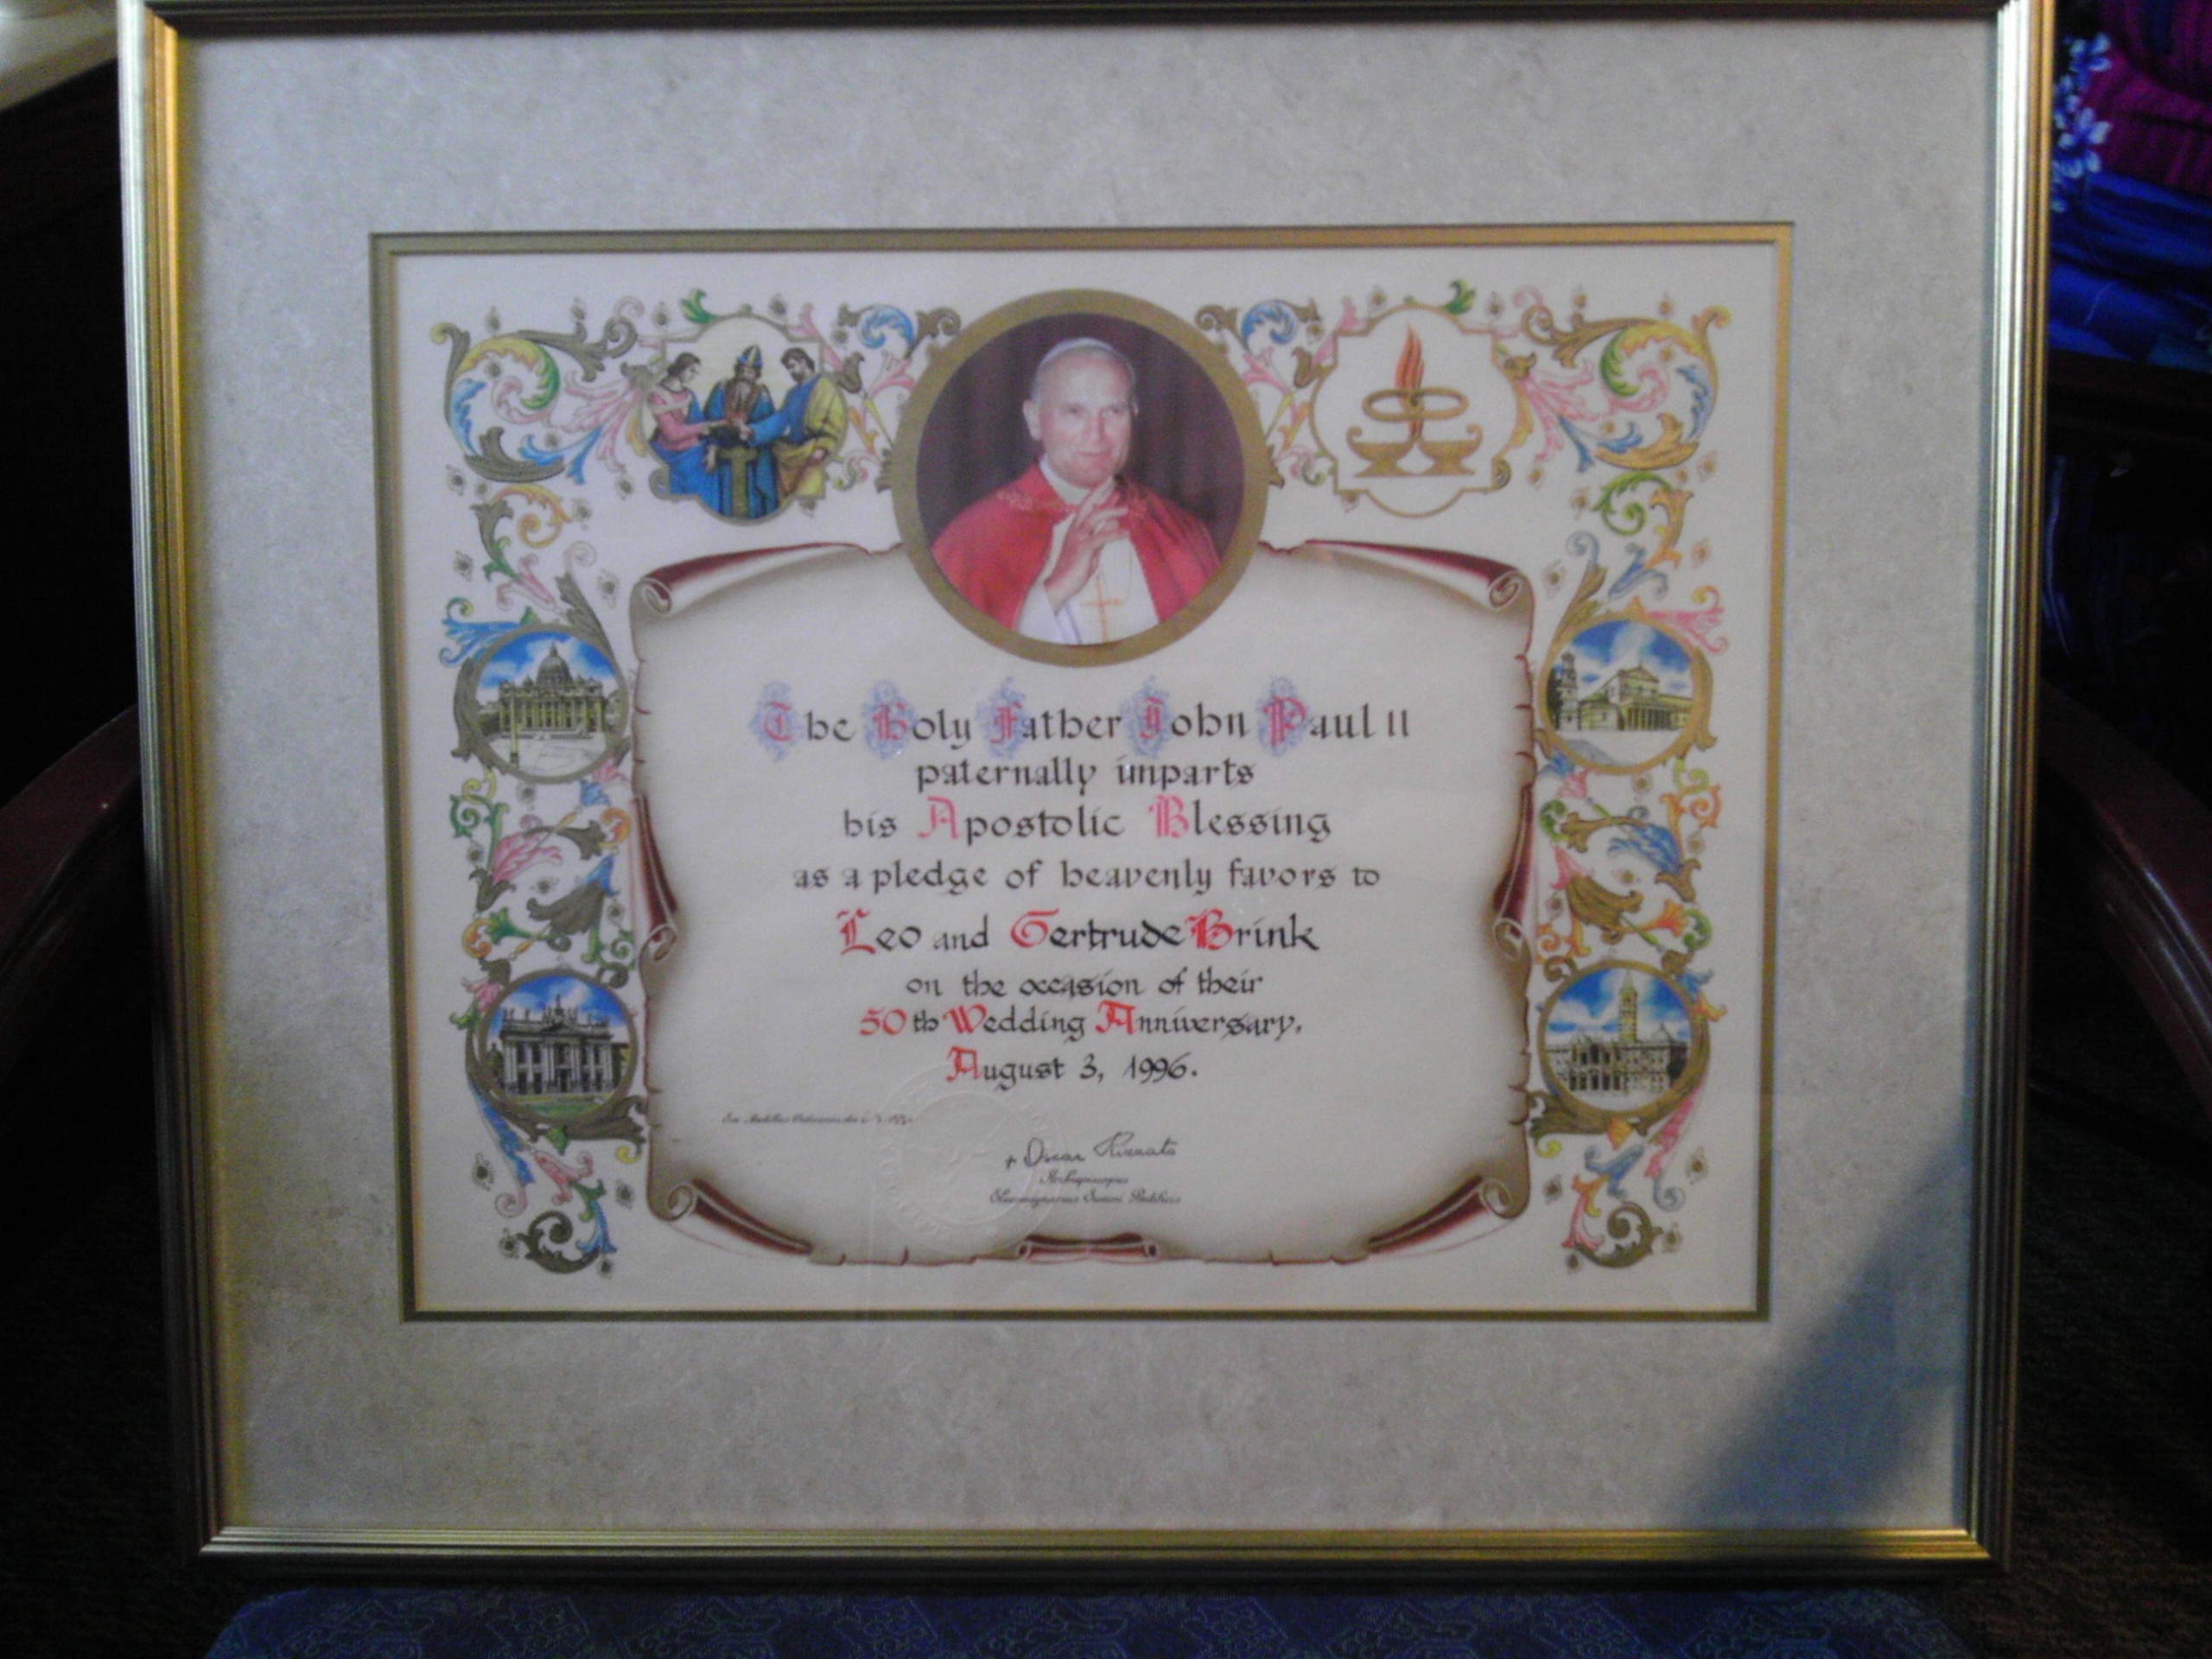 The Holy Father John Paul II
paternally imparts
his Apostolic Blessing
as a pledge of heavenly favors to
Leo and Gertrude Brink
on the occasion of their
50th Wedding Anniversary,
August 3, 1996.
+ Oscar Rizzato
Archiepiscopus